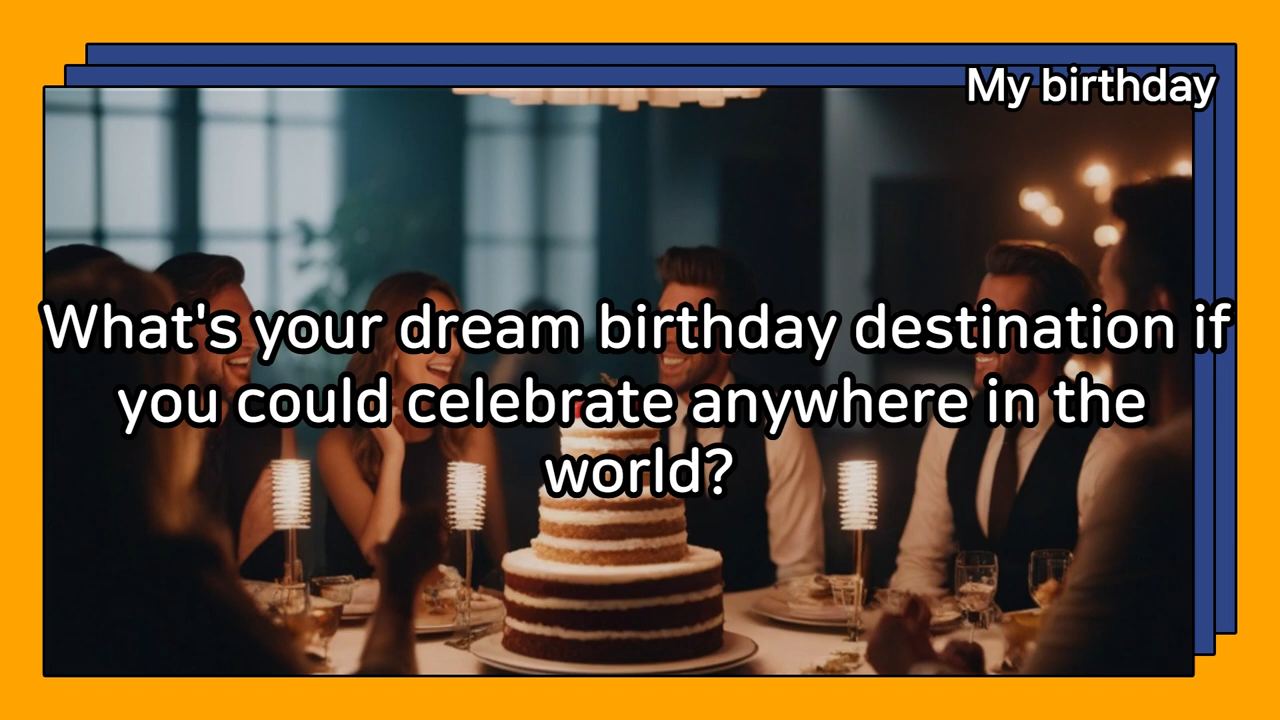 My birthday
What's your dream birthday destination if
you could celebrate anywhere in the
world?